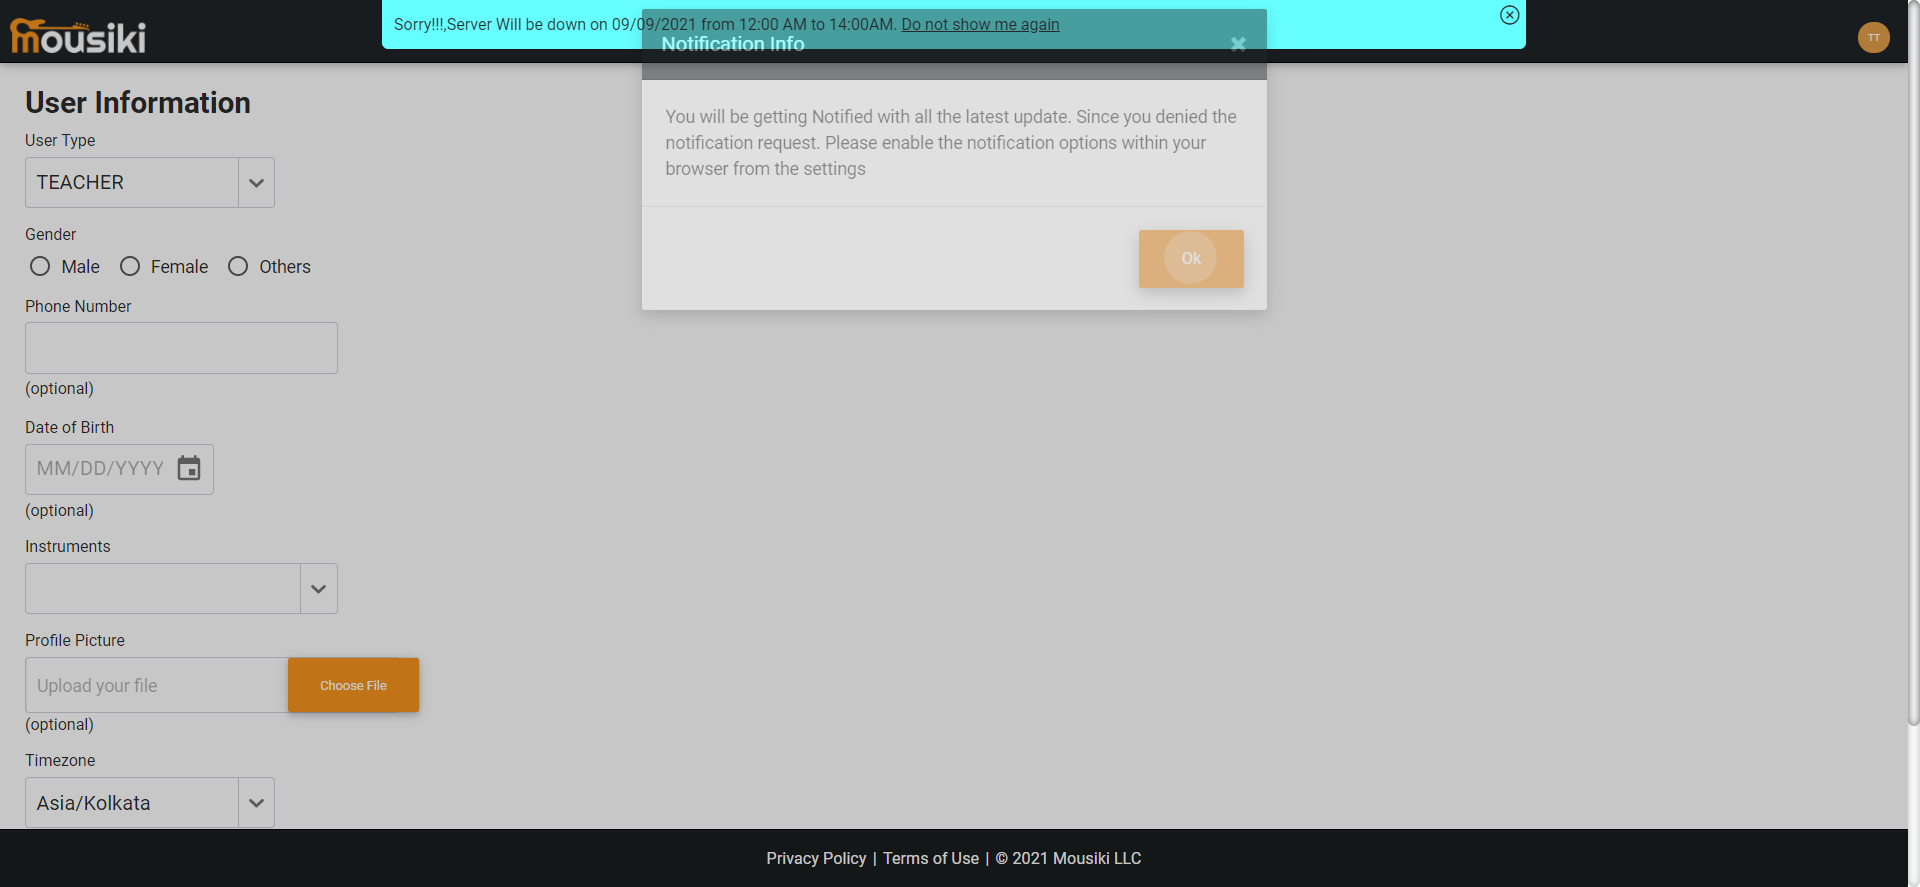 mousiki
Sorry!!!,Server Will be down on 09/09/2021 from 12:00 AM to 14:00AM. Do not show me again
TT
Notification Info
You will be getting Notified with all the latest update. Since you denied the
notification request. Please enable the notification options within your
browser from the settings
Ok
User Information
User Type
TEACHER
Gender
Male Female Others
Phone Number
(optional)
Date of Birth
MM/DD/YYYY
(optional)
Instruments
Profile Picture
Upload your file Choose File
(optional)
Timezone
Asia/Kolkata
Privacy Policy | Terms of Use | © 2021 Mousiki LLC